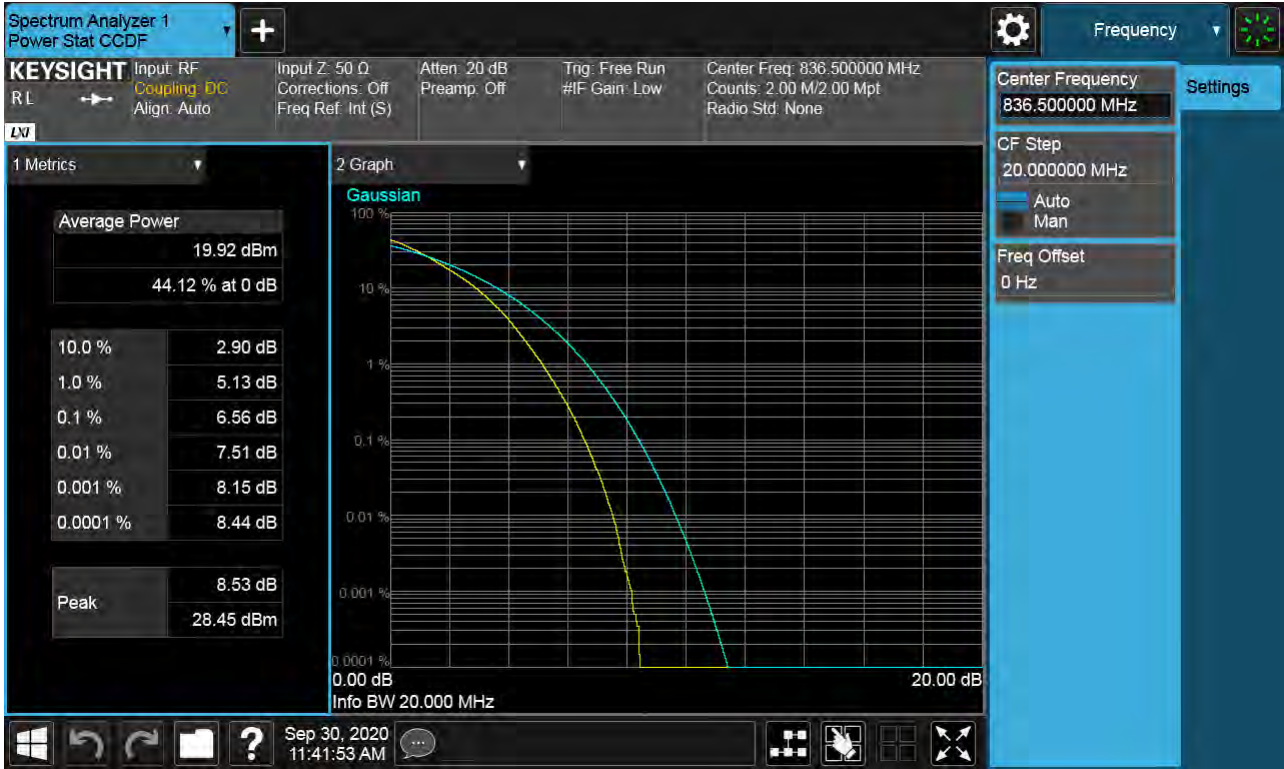 Spectrum Analyzer 1
Power Stat CCDF
+
Frequency
KEYSIGHT
RL
LXI
Input: RF
Coupling: DC
Align: Auto
Input Z: 50 Ω
Corrections: Off
Freq Ref: Int (S)
Atten: 20 dB
Preamp: Off
Trig: Free Run
#IF Gain: Low
Center Freq: 836.500000 MHz
Counts: 2.00 M/2.00 Mpt
Radio Std: None
Center Frequency
836.500000 MHz
Settings
CF Step
20.000000 MHz
Auto
Man
Freq Offset
0 Hz
1 Metrics
Average Power
19.92 dBm
44.12 % at 0 dB
10.0 % 2.90 dB
1.0 % 5.13 dB
0.1 % 6.56 dB
0.01 % 7.51 dB
0.001 % 8.15 dB
0.0001 % 8.44 dB
Peak
8.53 dB
28.45 dBm
2 Graph
Gaussian
100 %
10 %
1 %
0.1 %
0.01 %
0.001 %
0.0001 %
0.00 dB
20.00 dB
Info BW 20.000 MHz
?
Sep 30, 2020
11:41:53 AM